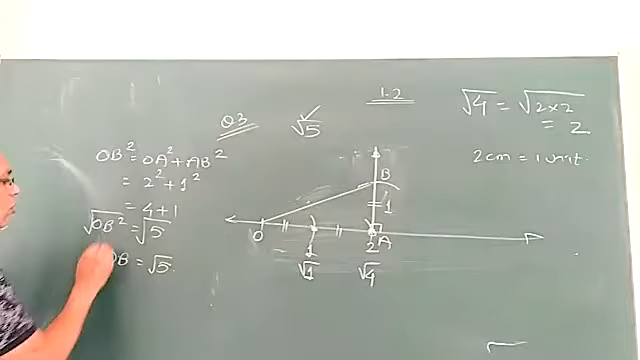 1.2
Q3 √5 ✓
√4 = √2×2
= 2
2cm = 1 unit.
OB² = OA² + AB²
= 2² + 1²
= 4+1
√OB² = √5
OB = √5.
B
1
O 1 2 A
√1 √4